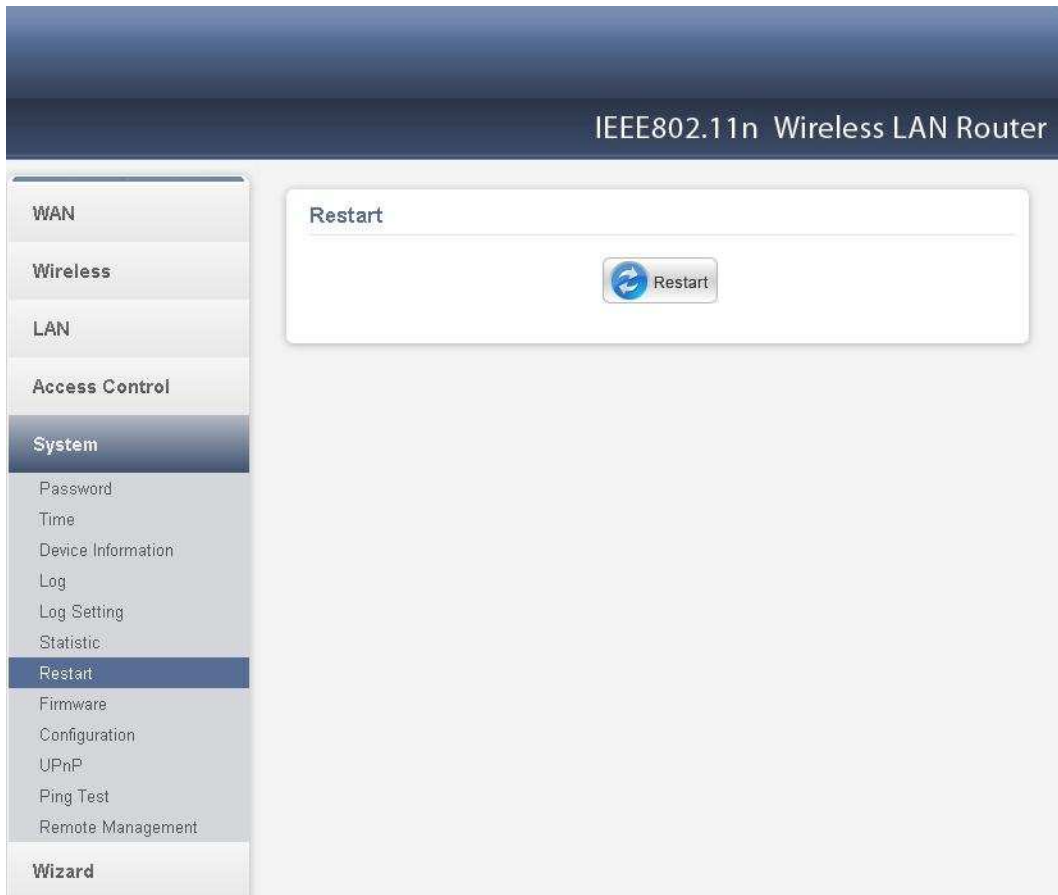 IEEE802.11n Wireless LAN Router
WAN
Wireless
LAN
Access Control
System
Password
Time
Device Information
Log
Log Setting
Statistic
Restart
Firmware
Configuration
UPnP
Ping Test
Remote Management
Wizard
Restart
Restart